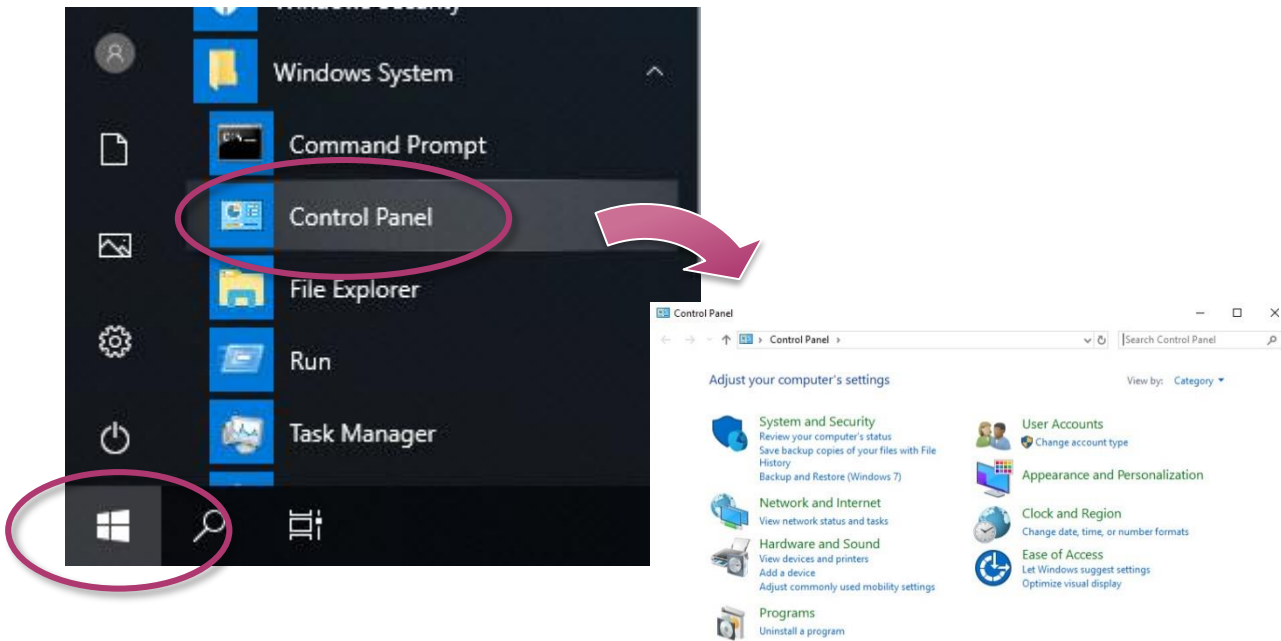 Windows Security
Windows System
Command Prompt
Control Panel
File Explorer
Run
Task Manager
Control Panel
Control Panel
Search Control Panel
Adjust your computer's settings
View by: Category
System and Security
Review your computer's status
Save backup copies of your files with File
History
Backup and Restore (Windows 7)
Network and Internet
View network status and tasks
Hardware and Sound
View devices and printers
Add a device
Adjust commonly used mobility settings
Programs
Uninstall a program
User Accounts
Change account type
Appearance and Personalization
Clock and Region
Change date, time, or number formats
Ease of Access
Let Windows suggest settings
Optimize visual display